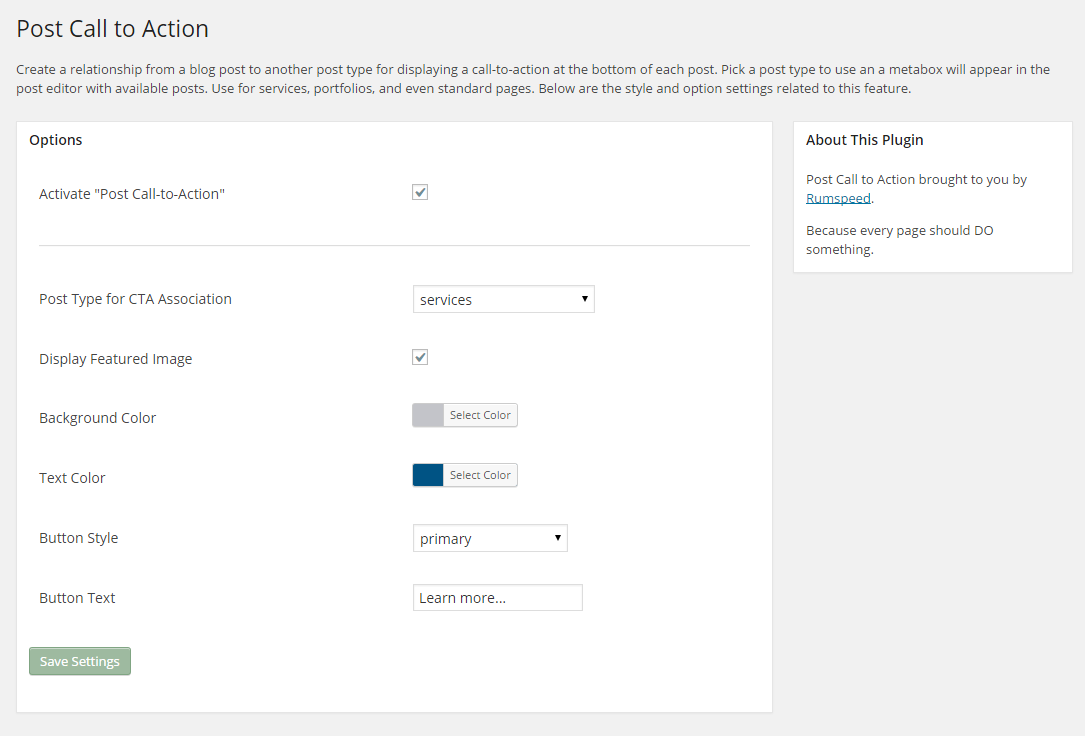 Post Call to Action
Create a relationship from a blog post to another post type for displaying a call-to-action at the bottom of each post. Pick a post type to use an a metabox will appear in the
post editor with available posts. Use for services, portfolios, and even standard pages. Below are the style and option settings related to this feature.
Options
Activate "Post Call-to-Action"
Post Type for CTA Association
services
Display Featured Image
Background Color
Select Color
Text Color
Select Color
Button Style
primary
Button Text
Learn more...
Save Settings
About This Plugin
Post Call to Action brought to you by
Rumspeed.
Because every page should DO
something.